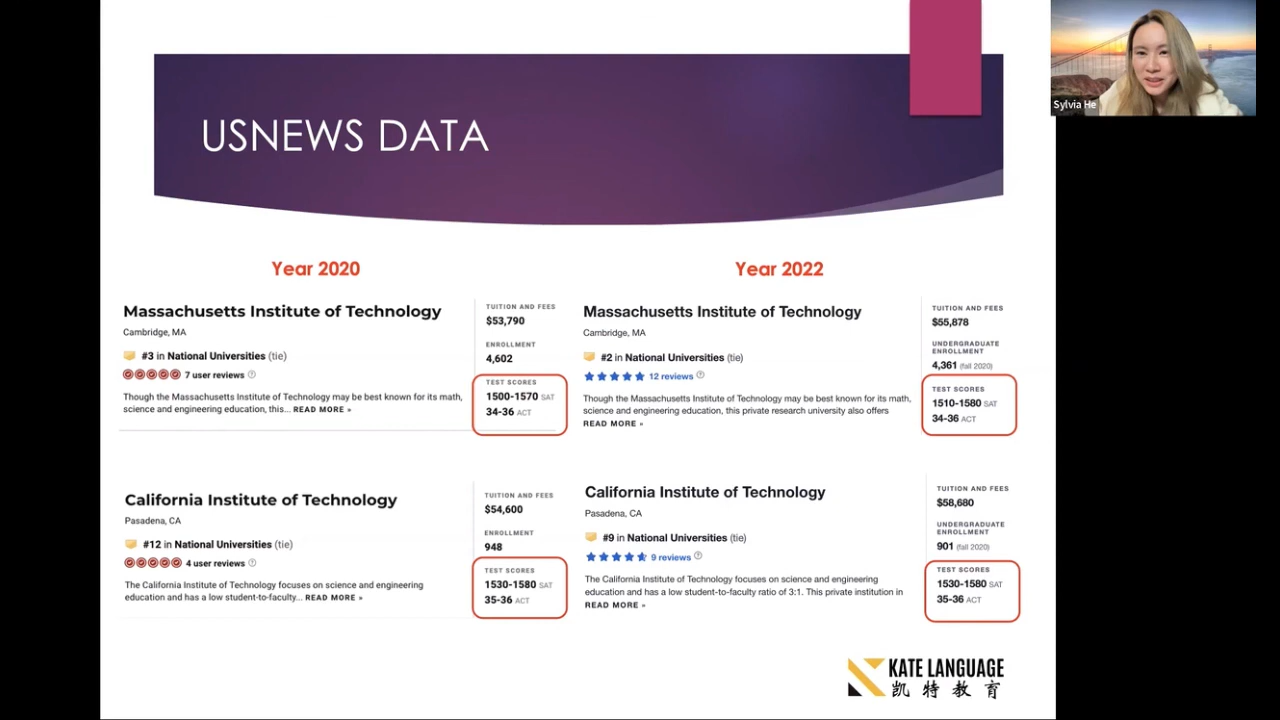 USNEWS DATA
Sylvia He
Year 2020
Massachusetts Institute of Technology
Cambridge, MA
#3 in National Universities (tie)
7 user reviews
Though the Massachusetts Institute of Technology may be best known for its math,
science and engineering education, this... READ MORE »
TUITION AND FEES
$53,790
ENROLLMENT
4,602
TEST SCORES
1500-1570 SAT
34-36 ACT
California Institute of Technology
Pasadena, CA
#12 in National Universities (tie)
4 user reviews
The California Institute of Technology focuses on science and engineering
education and has a low student-to-faculty... READ MORE »
TUITION AND FEES
$54,600
ENROLLMENT
948
TEST SCORES
1530-1580 SAT
35-36 ACT
Year 2022
Massachusetts Institute of Technology
Cambridge, MA
#2 in National Universities (tie)
12 reviews
Though the Massachusetts Institute of Technology may be best known for its math,
science and engineering education, this private research university also offers
READ MORE »
TUITION AND FEES
$55,878
UNDERGRADUATE
ENROLLMENT
4,361 (fall 2020)
TEST SCORES
1510-1580 SAT
34-36 ACT
California Institute of Technology
Pasadena, CA
#9 in National Universities (tie)
9 reviews
The California Institute of Technology focuses on science and engineering
education and has a low student-to-faculty ratio of 3:1. This private institution in
READ MORE »
TUITION AND FEES
$58,680
UNDERGRADUATE
ENROLLMENT
901 (fall 2020)
TEST SCORES
1530-1580 SAT
35-36 ACT
KATE LANGUAGE
凯特教育